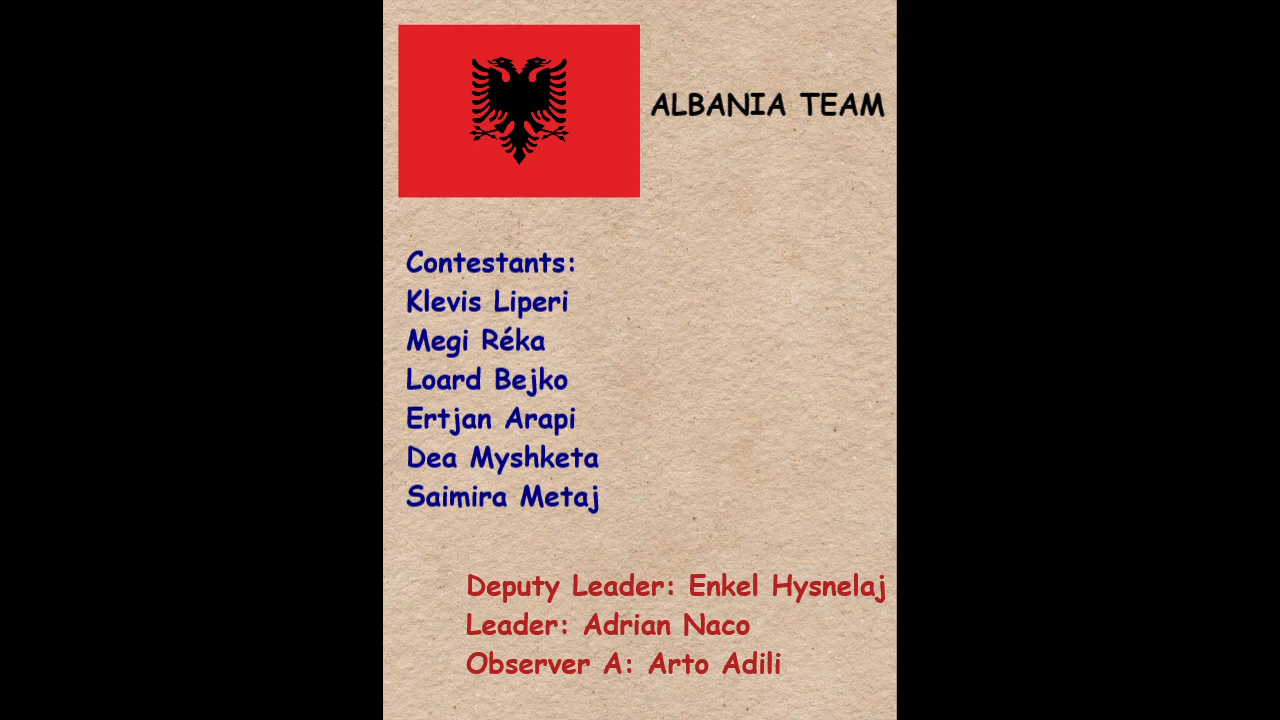 ALBANIA TEAM
Contestants:
Klevis Liperi
Megi Réka
Loard Bejko
Ertjan Arapi
Dea Myshketa
Saimira Metaj
Deputy Leader: Enkel Hysnelaj
Leader: Adrian Naco
Observer A: Arto Adili